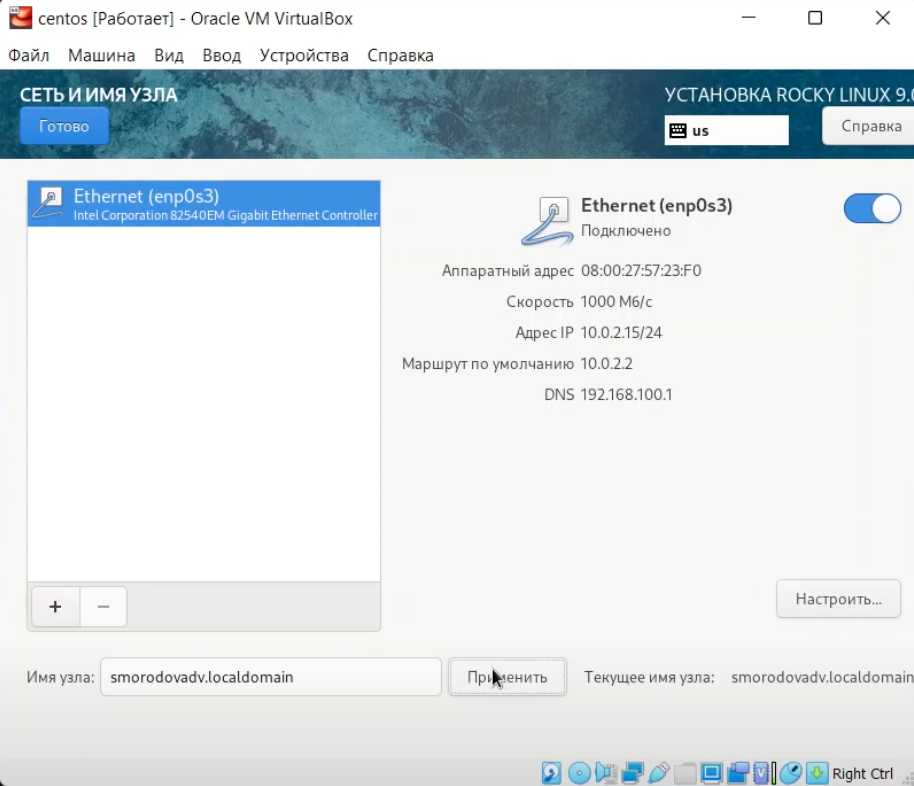 centos [Работает] - Oracle VM VirtualBox
Файл Машина Вид Ввод Устройства Справка
СЕТЬ И ИМЯ УЗЛА
УСТАНОВКА ROCKY LINUX 9.0
Готово
us
Справка
Ethernet (enp0s3)
Intel Corporation 82540EM Gigabit Ethernet Controller
Ethernet (enp0s3)
Подключено
Аппаратный адрес 08:00:27:57:23:F0
Скорость 1000 Мб/с
Адрес IP 10.0.2.15/24
Маршрут по умолчанию 10.0.2.2
DNS 192.168.100.1
+ −
Настроить...
Имя узла: smorodovadv.localdomain Применить Текущее имя узла: smorodovadv.localdomain
Right Ctrl